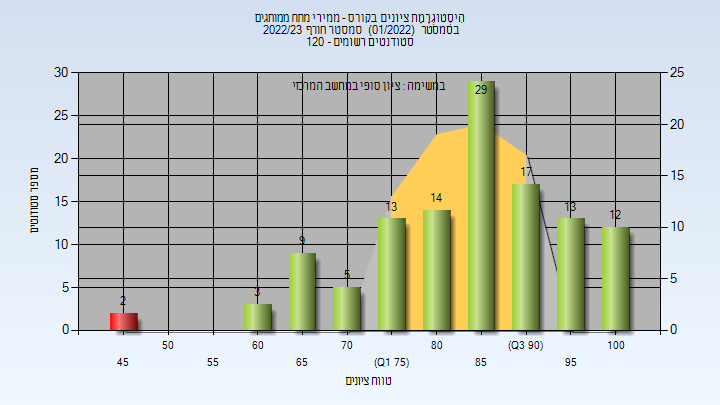 היסטוגרמת ציונים בקורס - ממירי מתח ממותגים
בסמסטר (01/2022) סמסטר חורף 2022/23
סטודנטים רשומים - 120
במשימה : ציון סופי במחשב המרכזי
מספר סטודנטים
30 25 20 15 10 5 0
25 20 15 10 5 0
2 3 9 5 13 14 29 17 13 12
50 60 70 80 (Q3 90) 100
45 55 65 (Q1 75) 85 95
טווח ציונים